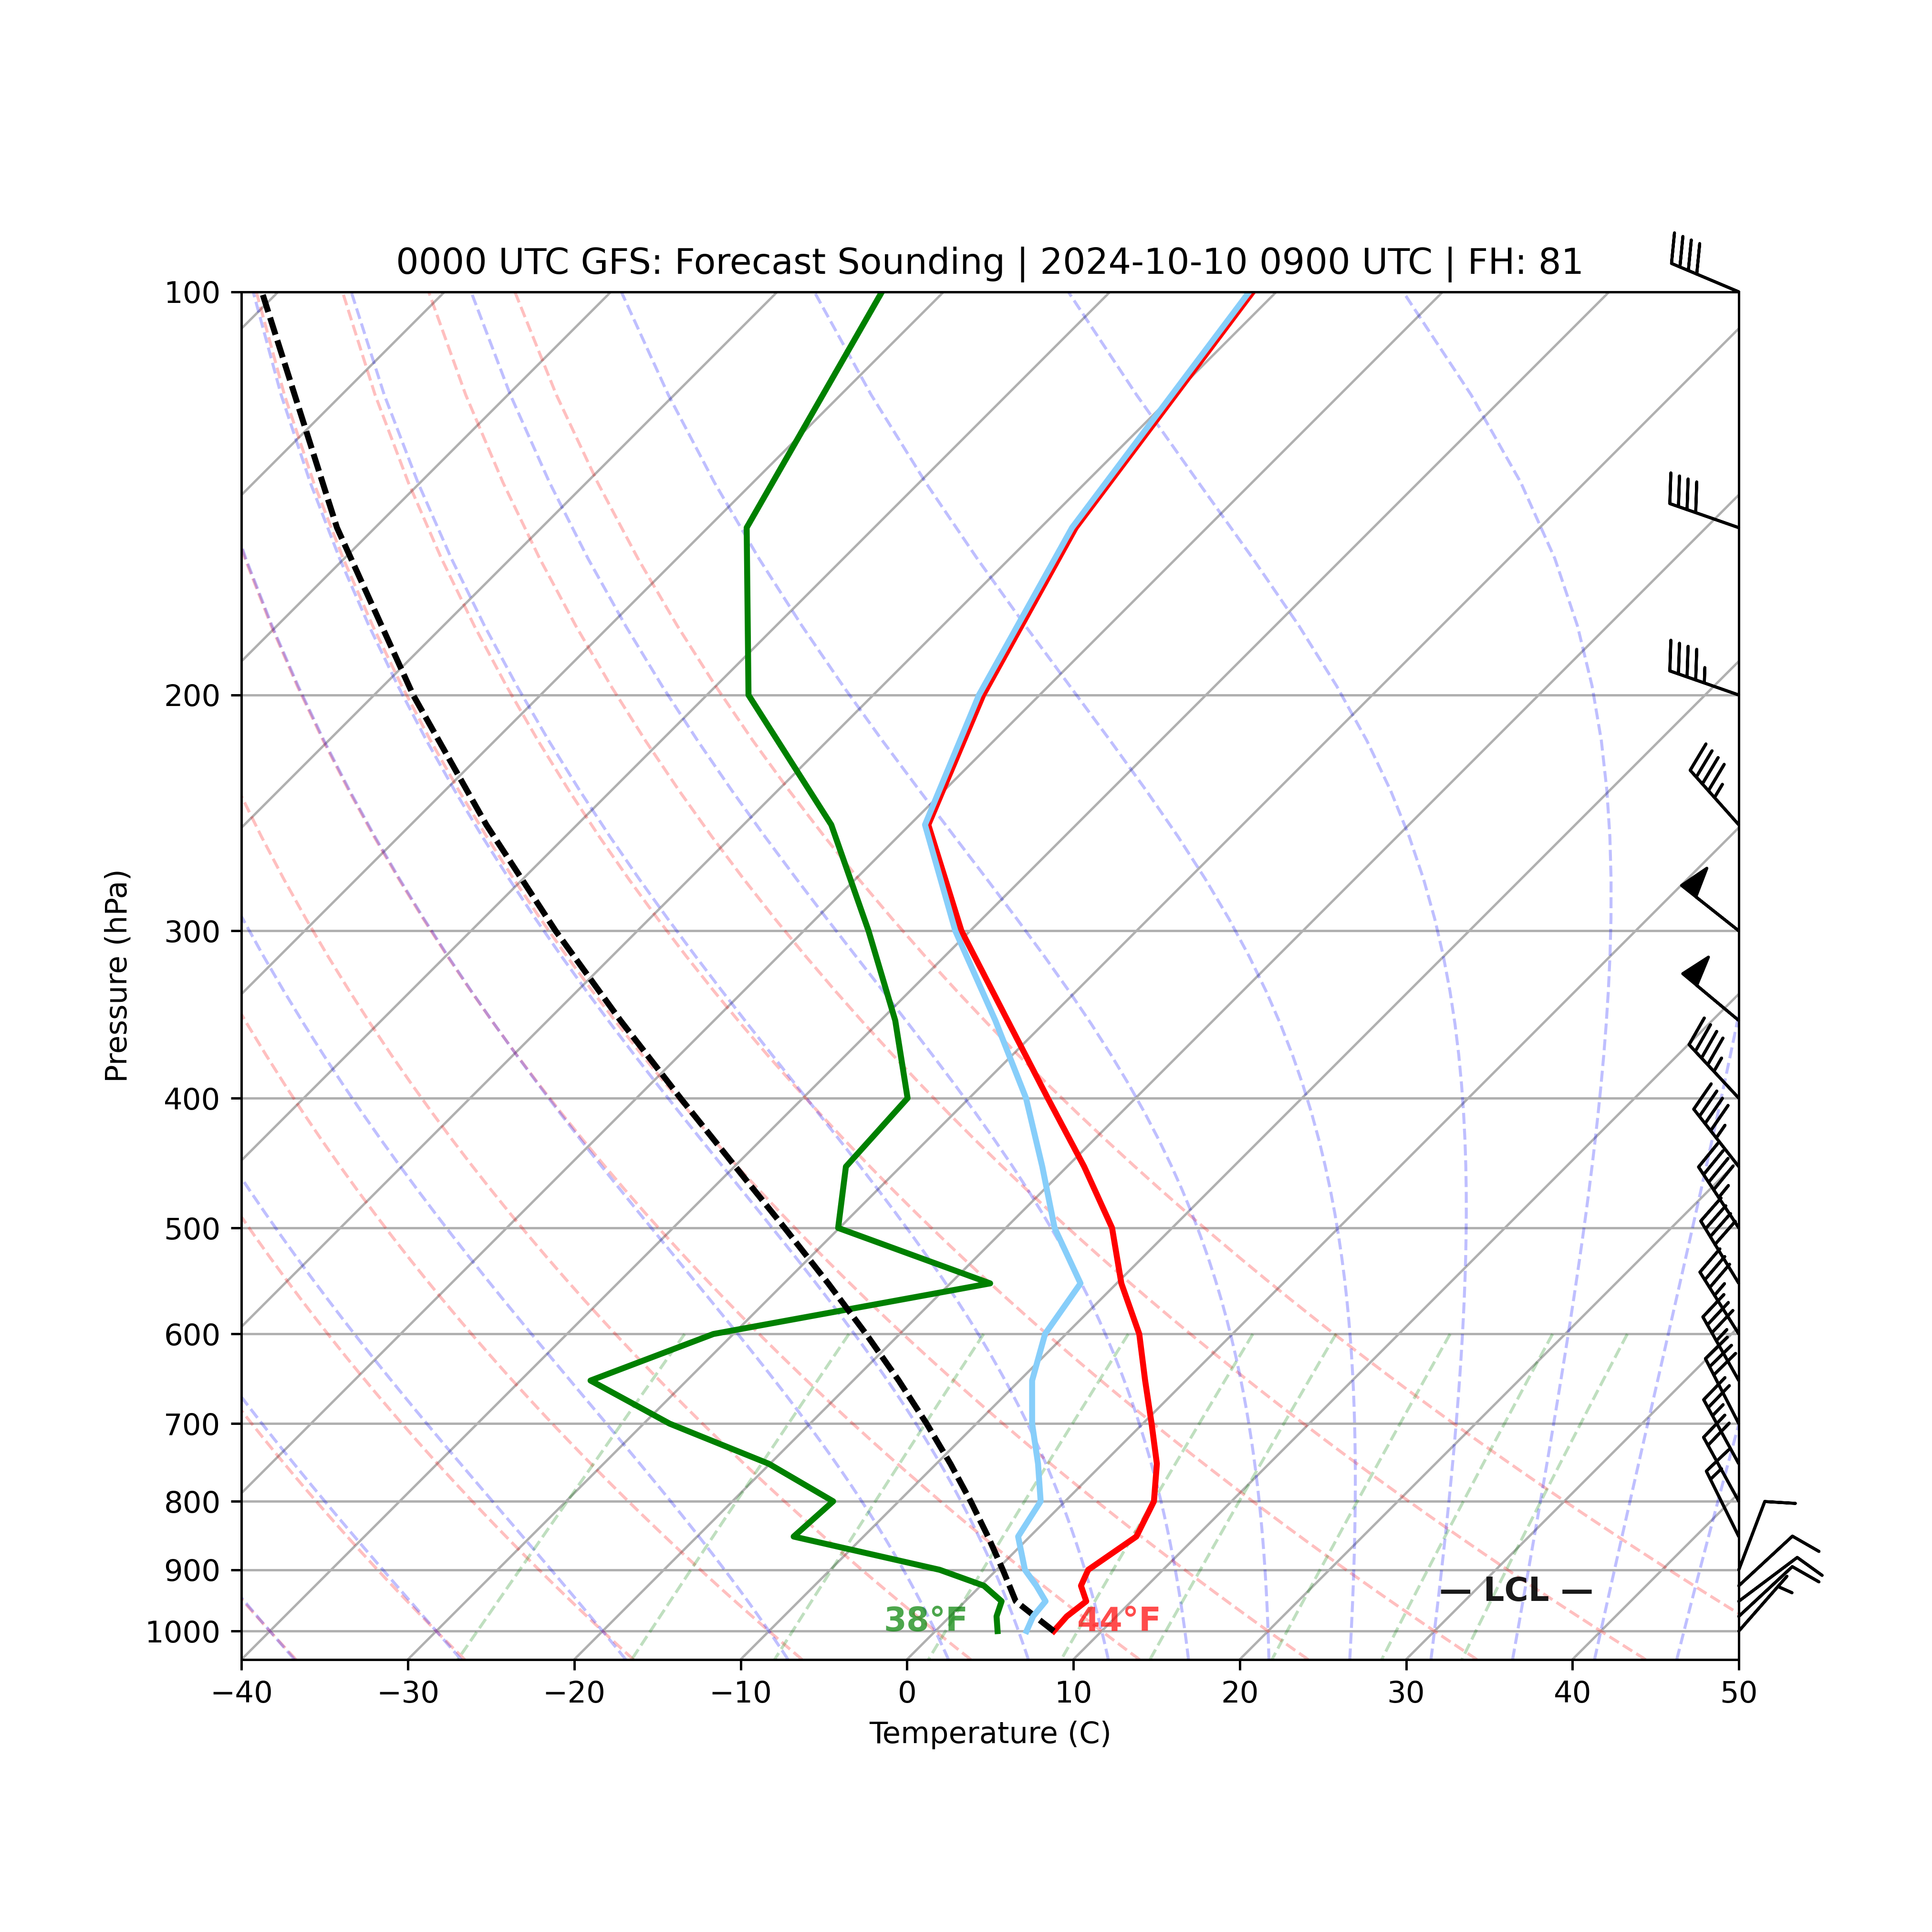 0000 UTC GFS: Forecast Sounding | 2024-10-10 0900 UTC | FH: 81
100
200
300
400
500
600
700
800
900
1000
Pressure (hPa)
— LCL —
38°F
44°F
−40 −30 −20 −10 0 10 20 30 40 50
Temperature (C)